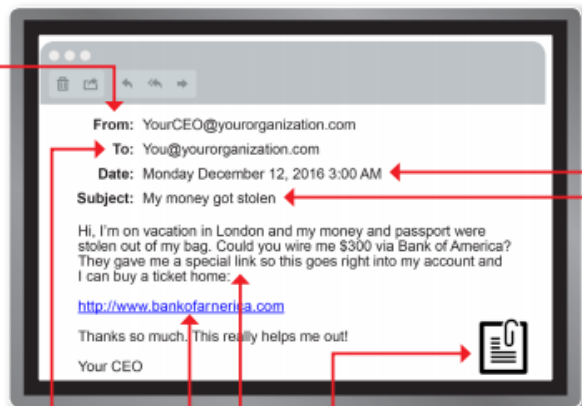 From: YourCEO@yourorganization.com
To: You@yourorganization.com
Date: Monday December 12, 2016 3:00 AM
Subject: My money got stolen
Hi, I'm on vacation in London and my money and passport were
stolen out of my bag. Could you wire me $300 via Bank of America?
They gave me a special link so this goes right into my account and
I can buy a ticket home:
http://www.bankofarnerica.com
Thanks so much. This really helps me out!
Your CEO